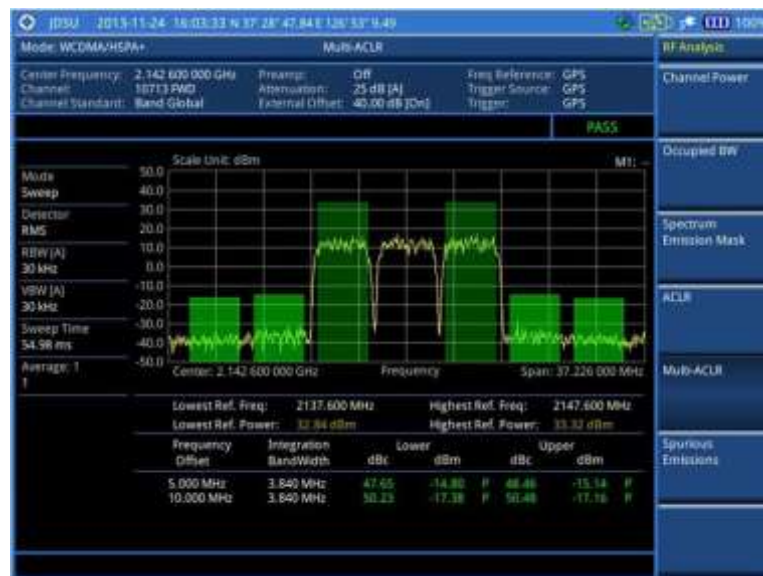 JDSU 2013-11-24 16:03:33 N 37° 28' 47.84 E 126° 53' 9.49 100%
Mode: WCDMA/HSPA+ Multi-ACLR RF Analysis
Center Frequency: 2.142 600 000 GHz Preamp: Off Freq Reference: GPS
Channel: 10713 FWD Attenuation: 25 dB [A] Trigger Source: GPS
Channel Standard: Band Global External Offset: 40.00 dB [On] Trigger: GPS
Channel Power
PASS
Occupied BW
Scale Unit: dBm M1: --
Mode
Sweep
Detector
RMS
RBW [A]
30 kHz
VBW [A]
30 kHz
Sweep Time
54.98 ms
Average: 1
1
50.0
40.0
30.0
20.0
10.0
0.0
-10.0
-20.0
-30.0
-40.0
-50.0
Center: 2.142 600 000 GHz Frequency Span: 37.226 000 MHz
Spectrum
Emission Mask
ACLR
Multi-ACLR
Lowest Ref. Freq: 2137.600 MHz Highest Ref. Freq: 2147.600 MHz
Lowest Ref. Power: 32.84 dBm Highest Ref. Power: 33.32 dBm
Frequency Integration Lower Upper
Offset BandWidth dBc dBm dBc dBm
5.000 MHz 3.840 MHz 47.65 -14.80 P 48.46 -15.14 P
10.000 MHz 3.840 MHz 50.23 -17.38 P 50.48 -17.16 P
Spurious
Emissions